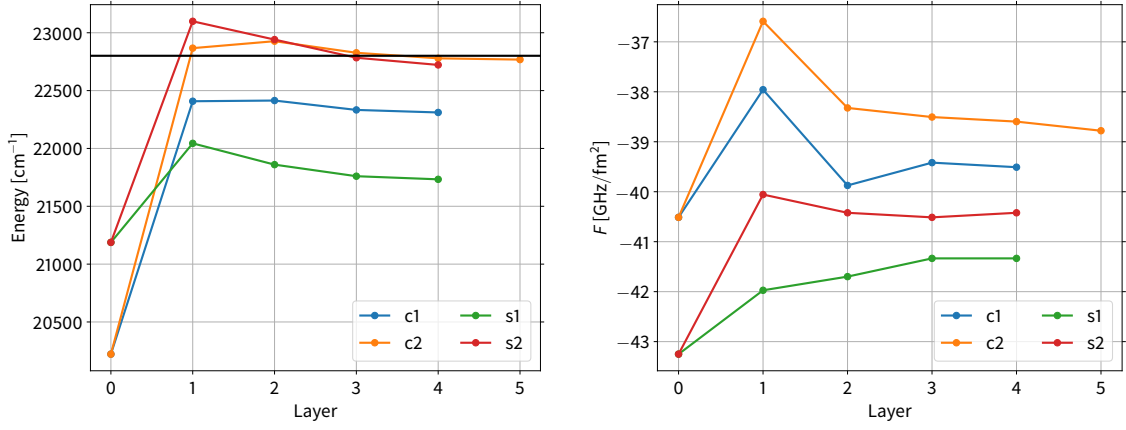 23000
22500
22000
21500
21000
20500
Energy [cm⁻¹]
0 1 2 3 4 5
Layer
c1 s1
c2 s2
−37
−38
−39
−40
−41
−42
−43
F [GHz/fm²]
0 1 2 3 4 5
Layer
c1 s1
c2 s2